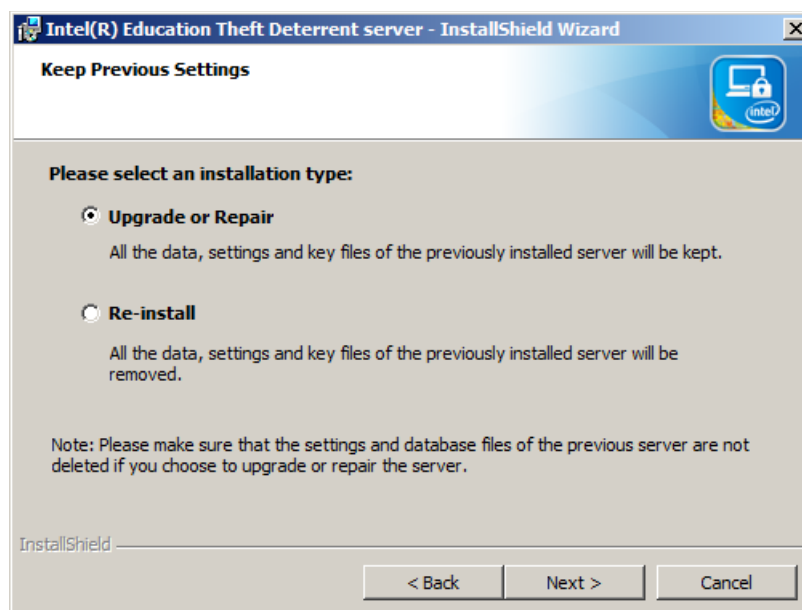 Intel(R) Education Theft Deterrent server - InstallShield Wizard
Keep Previous Settings
intel
Please select an installation type:
Upgrade or Repair
All the data, settings and key files of the previously installed server will be kept.
Re-install
All the data, settings and key files of the previously installed server will be
removed.
Note: Please make sure that the settings and database files of the previous server are not
deleted if you choose to upgrade or repair the server.
InstallShield
< Back Next > Cancel